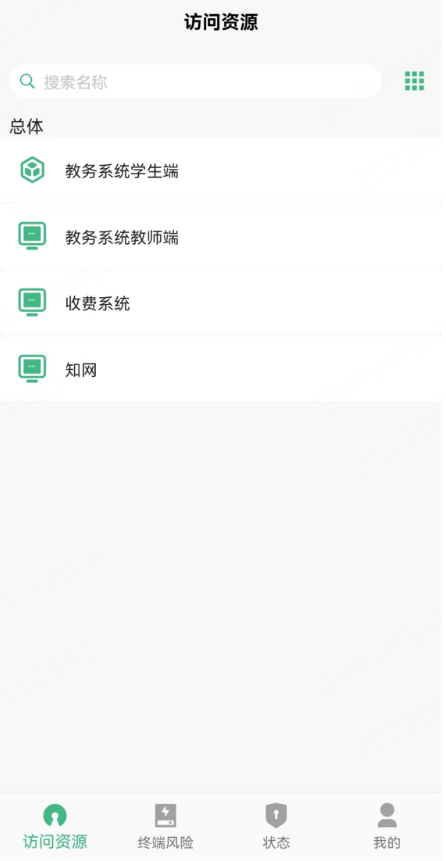 访问资源
搜索名称
总体
教务系统学生端
教务系统教师端
收费系统
知网
访问资源
终端风险
状态
我的